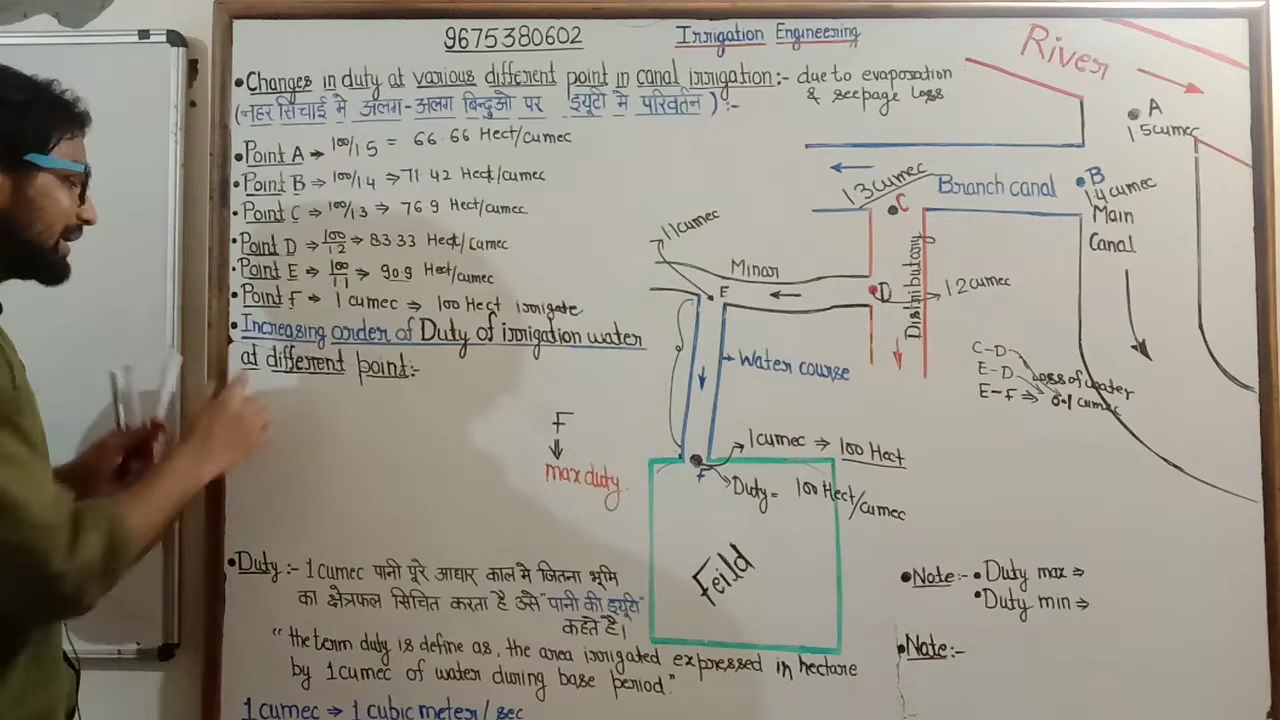 9675380602
Irrigation Engineering
• Changes in duty at various different point in canal irrigation:- due to evaporation
& seepage loss
(नहर सिंचाई मे अलग-अलग बिन्दुओ पर ड्यूटी मे परिवर्तन):-
• Point A → 100/1.5 = 66.66 Hect/cumec
• Point B → 100/1.4 → 71.42 Hect/cumec
• Point C → 100/1.3 → 76.9 Hect/cumec
• Point D → 100/1.2 → 83.33 Hect/cumec
• Point E → 100/1.1 → 90.9 Hect/cumec
• Point F → 1 cumec → 100 Hect irrigate
• Increasing order of Duty of irrigation water
at different point:-
F
⇓
max duty
• Duty:- 1 cumec पानी पूरे आधार काल मे जितना भूमि
का क्षेत्रफल सिंचित करता है उसे "पानी की ड्यूटी"
कहते है।
"the term duty is define as, the area irrigated expressed in hectare
by 1 cumec of water during base period."
1 cumec → 1 cubic meter/sec
River
A
1.5 cumec
B
1.4 cumec
Main
Canal
Branch canal
1.3 cumec
C
Distributary
D
1.2 cumec
Minar
1.1 cumec
E
Water course
C-D
E-D
E-F ⇒
Loss of water
0.1 cumec
1 cumec ⇒ 100 Hect
F
Duty = 100 Hect/cumec
Feild
• Note:- • Duty max ⇒
• Duty min ⇒
• Note:-